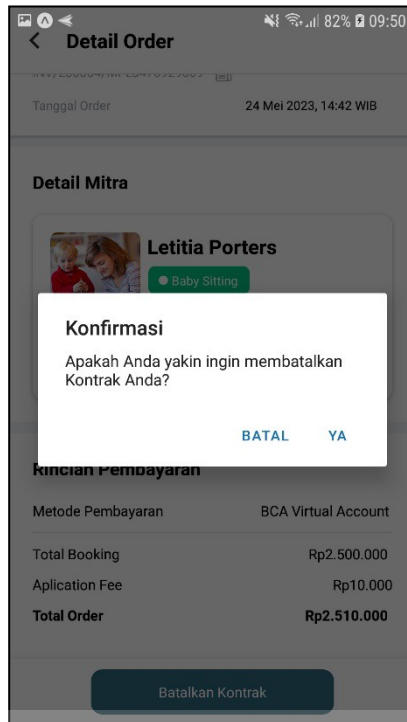 82% 09:50
Detail Order
Tanggal Order 24 Mei 2023, 14:42 WIB
Detail Mitra
Letitia Porters
Baby Sitting
Konfirmasi
Apakah Anda yakin ingin membatalkan
Kontrak Anda?
BATAL YA
Rincian Pembayaran
Metode Pembayaran BCA Virtual Account
Total Booking Rp2.500.000
Aplication Fee Rp10.000
Total Order Rp2.510.000
Batalkan Kontrak